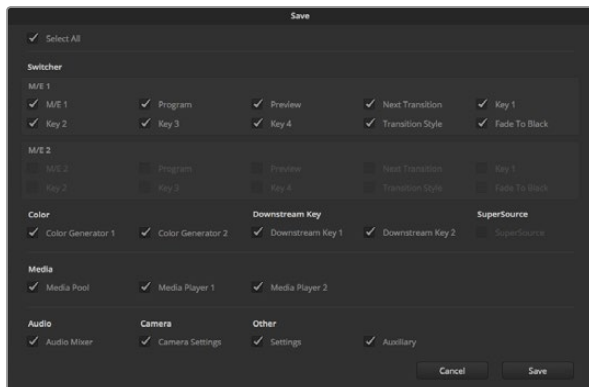 Save
Select All
Switcher
M/E 1
M/E 1 Program Preview Next Transition Key 1
Key 2 Key 3 Key 4 Transition Style Fade To Black
M/E 2
M/E 2 Program Preview Next Transition Key 1
Key 2 Key 3 Key 4 Transition Style Fade To Black
Color Downstream Key SuperSource
Color Generator 1 Color Generator 2 Downstream Key 1 Downstream Key 2 SuperSource
Media
Media Pool Media Player 1 Media Player 2
Audio Camera Other
Audio Mixer Camera Settings Settings Auxiliary
Cancel Save